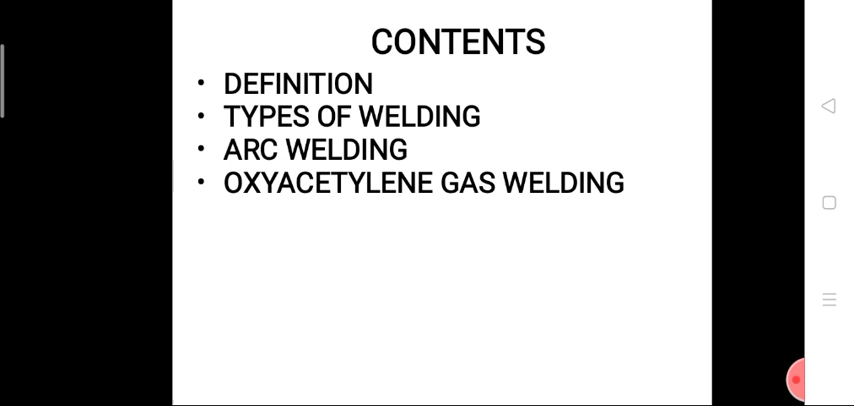 CONTENTS
• DEFINITION
• TYPES OF WELDING
• ARC WELDING
• OXYACETYLENE GAS WELDING